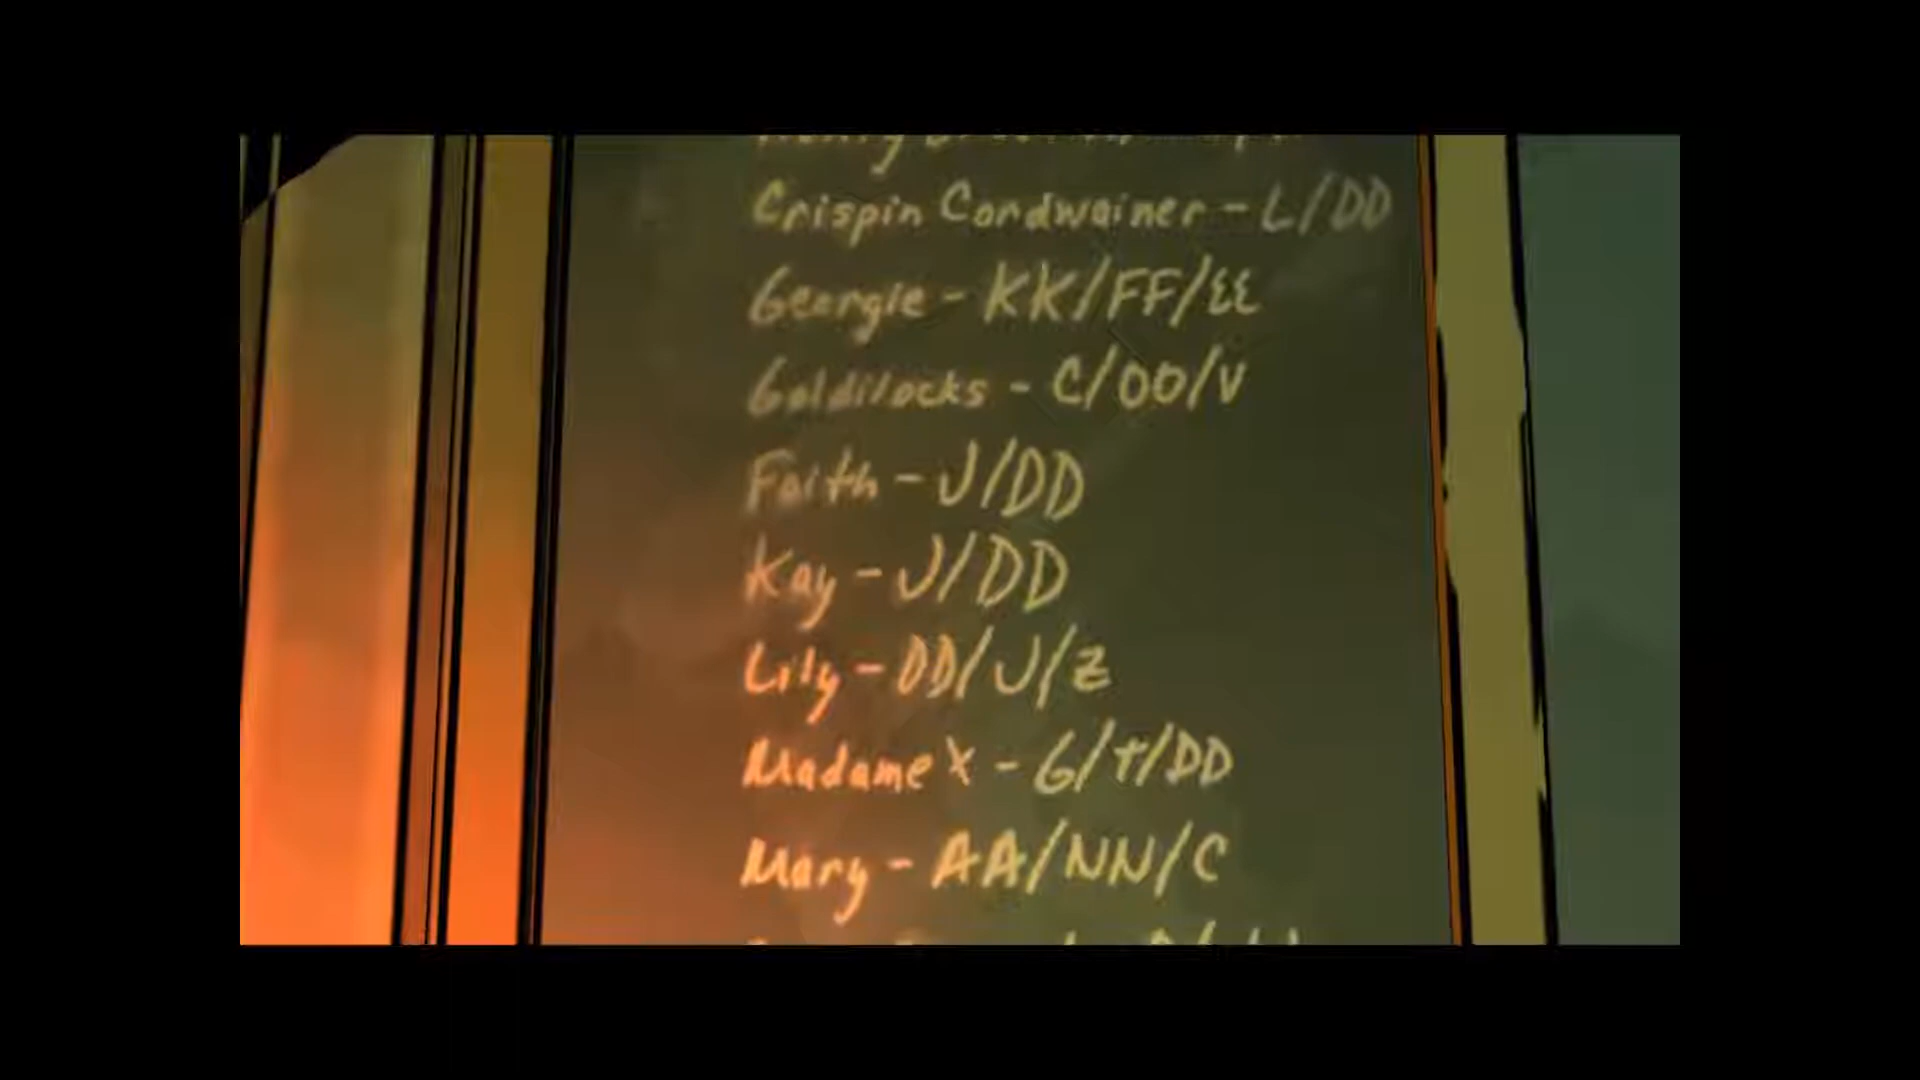 Crispin Cordwainer - L/DD
Georgie - KK/FF/EE
Goldilocks - C/OO/V
Faith - J/DD
Kay - J/DD
Lily - DD/J/Z
Madame X - G/T/DD
Mary - AA/NN/C